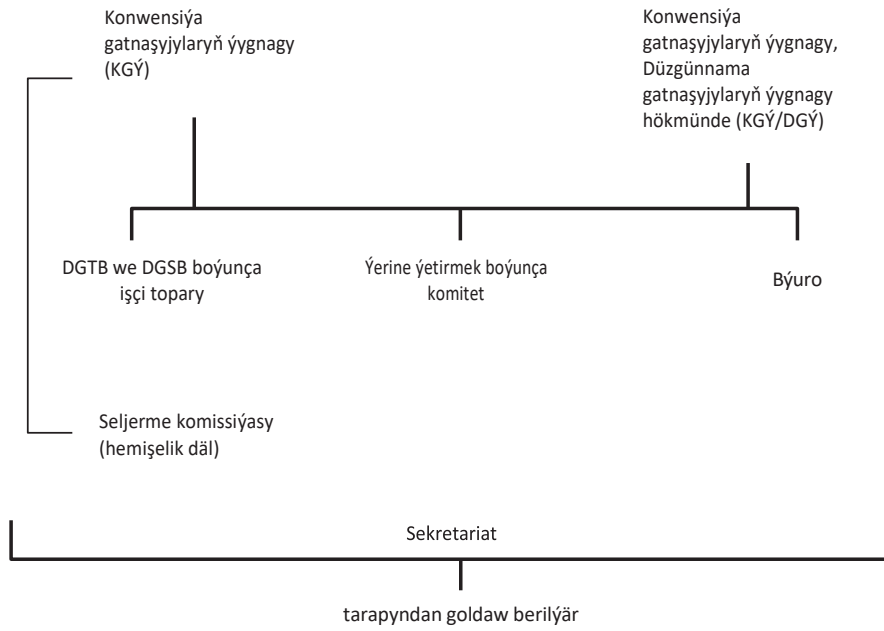 Konwensiýa
gatnaşyjylaryň ýygnagy
(KGÝ)
Konwensiýa
gatnaşyjylaryň ýygnagy,
Düzgünnama
gatnaşyjylaryň ýygnagy
hökmünde (KGÝ/DGÝ)
DGTB we DGSB boýunça
işçi topary
Ýerine ýetirmek boýunça
komitet
Býuro
Seljerme komissiýasy
(hemişelik däl)
Sekretariat
tarapyndan goldaw berilýär